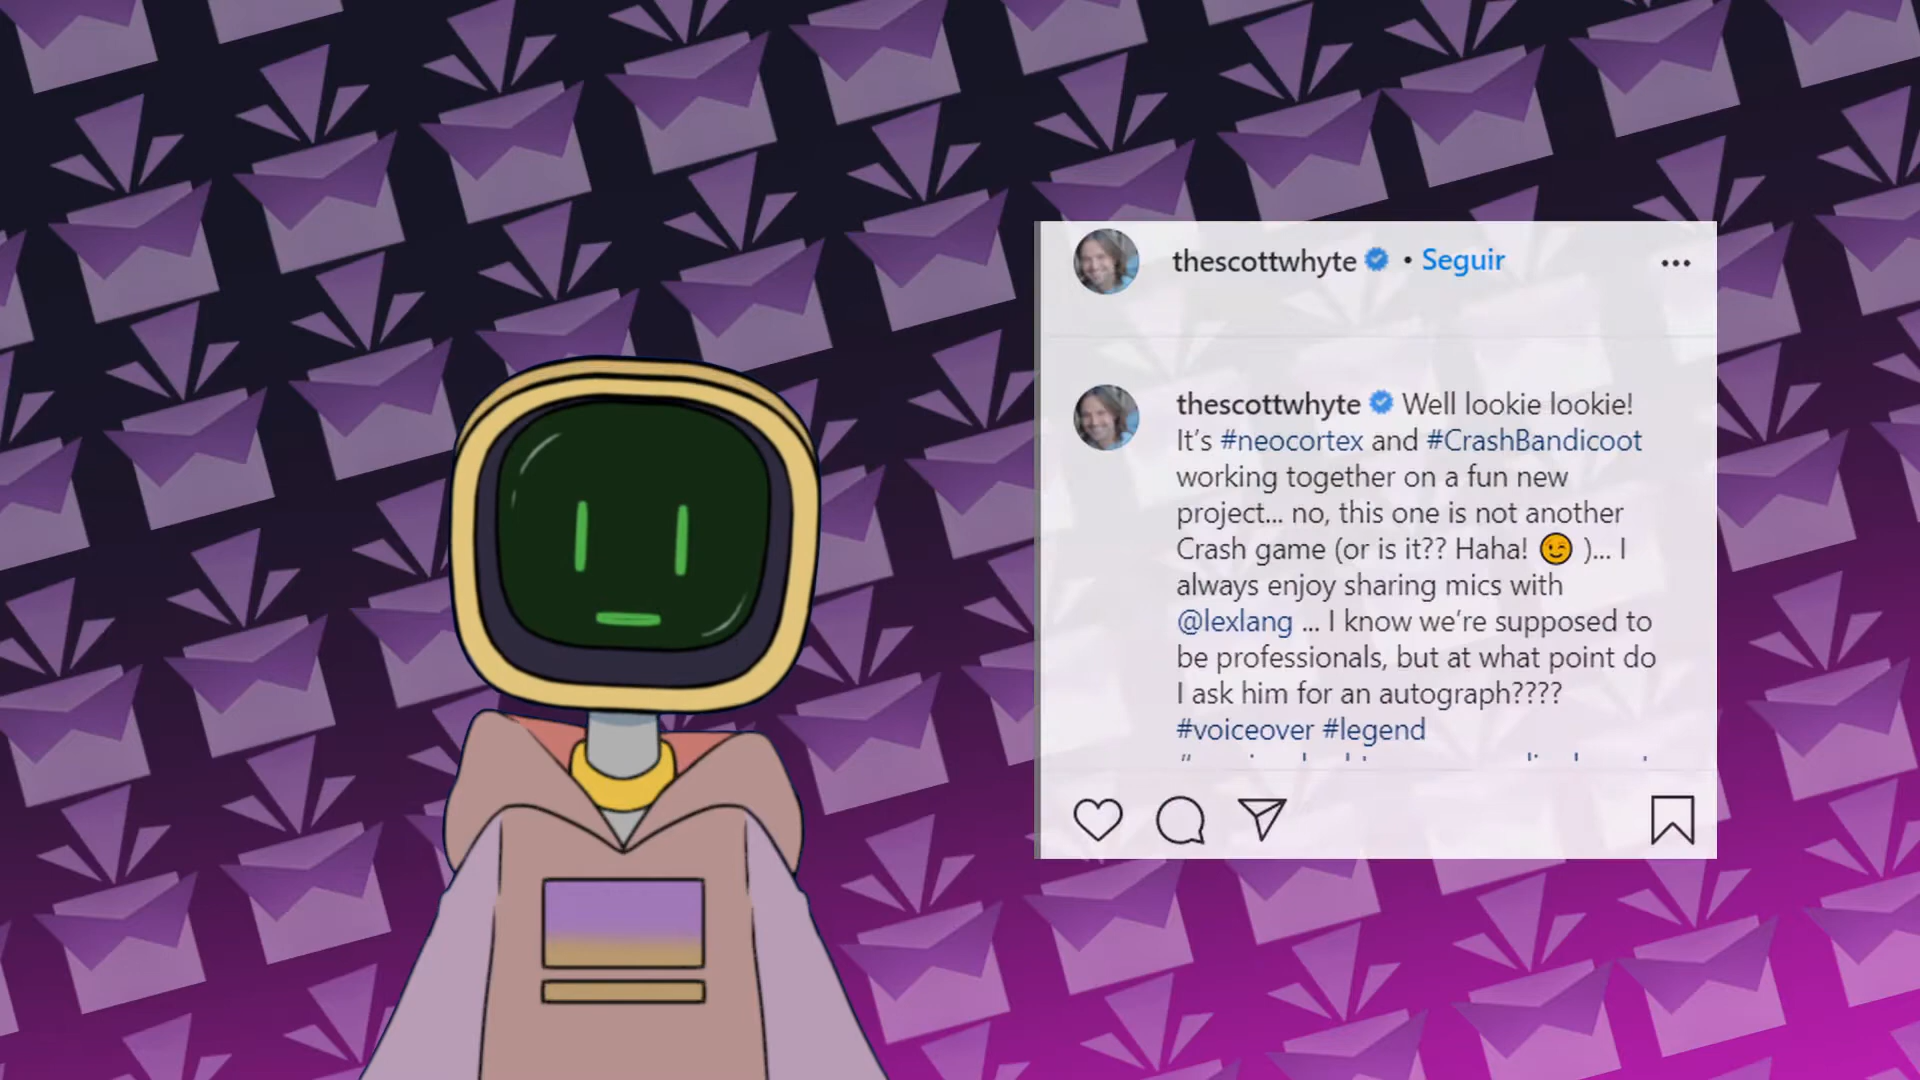 thescottwhyte • Seguir
thescottwhyte Well lookie lookie!
It's #neocortex and #CrashBandicoot
working together on a fun new
project... no, this one is not another
Crash game (or is it?? Haha! 😉 )... I
always enjoy sharing mics with
@lexlang ... I know we're supposed to
be professionals, but at what point do
I ask him for an autograph????
#voiceover #legend